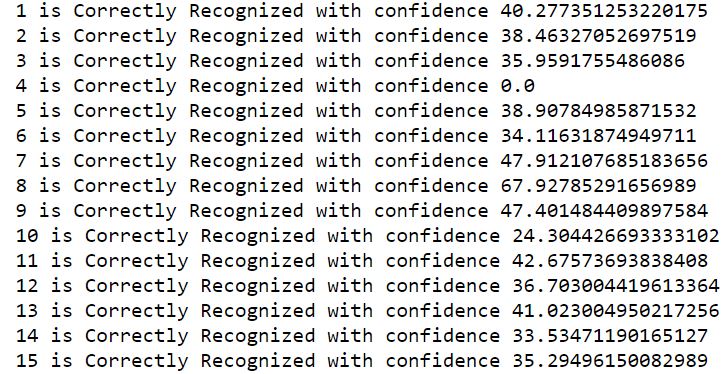 1 is Correctly Recognized with confidence 40.277351253220175
2 is Correctly Recognized with confidence 38.46327052697519
3 is Correctly Recognized with confidence 35.9591755486086
4 is Correctly Recognized with confidence 0.0
5 is Correctly Recognized with confidence 38.90784985871532
6 is Correctly Recognized with confidence 34.11631874949711
7 is Correctly Recognized with confidence 47.912107685183656
8 is Correctly Recognized with confidence 67.92785291656989
9 is Correctly Recognized with confidence 47.401484409897584
10 is Correctly Recognized with confidence 24.304426693333102
11 is Correctly Recognized with confidence 42.67573693838408
12 is Correctly Recognized with confidence 36.703004419613364
13 is Correctly Recognized with confidence 41.023004950217256
14 is Correctly Recognized with confidence 33.53471190165127
15 is Correctly Recognized with confidence 35.29496150082989